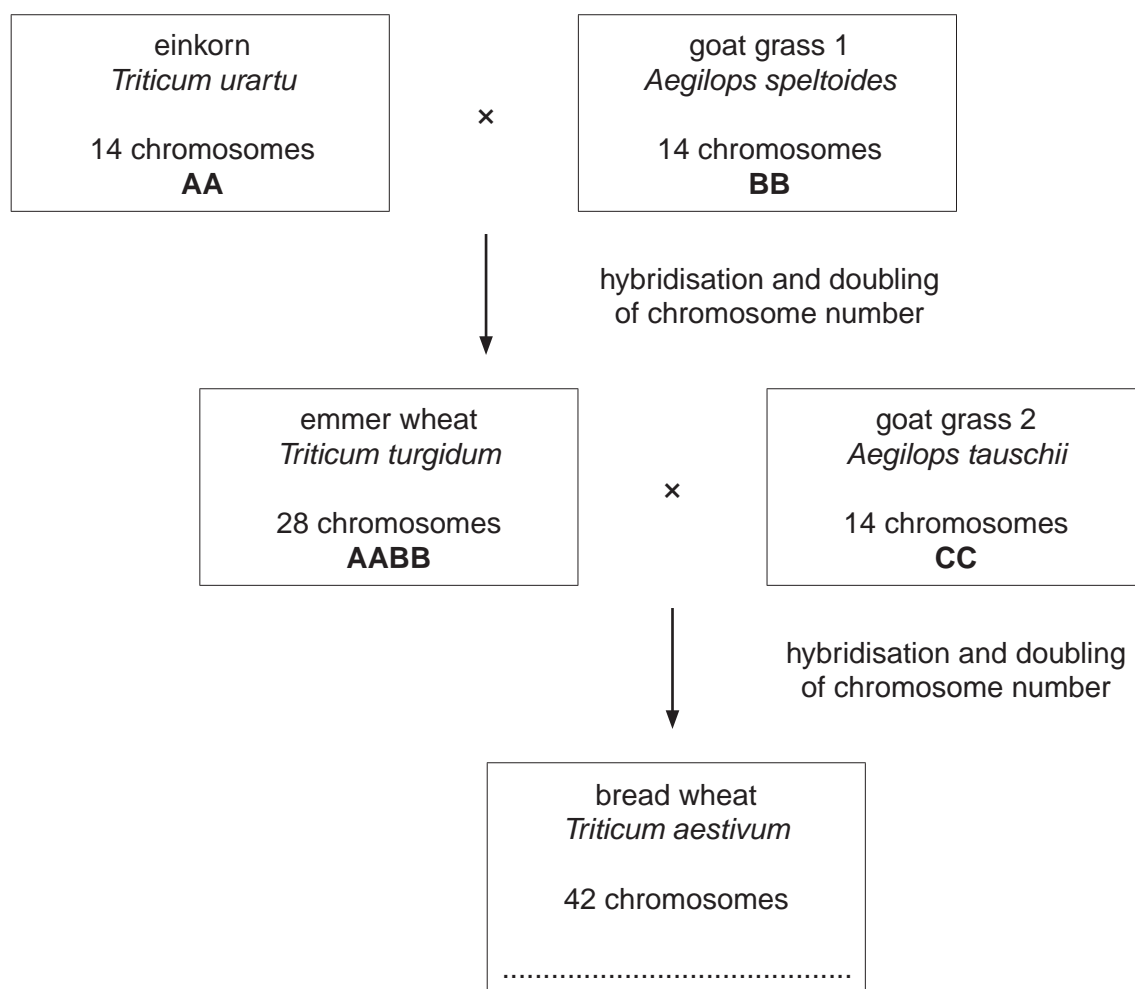 einkorn
Triticum urartu
14 chromosomes
AA
×
goat grass 1
Aegilops speltoides
14 chromosomes
BB
hybridisation and doubling
of chromosome number
emmer wheat
Triticum turgidum
28 chromosomes
AABB
×
goat grass 2
Aegilops tauschii
14 chromosomes
CC
hybridisation and doubling
of chromosome number
bread wheat
Triticum aestivum
42 chromosomes
...........................................